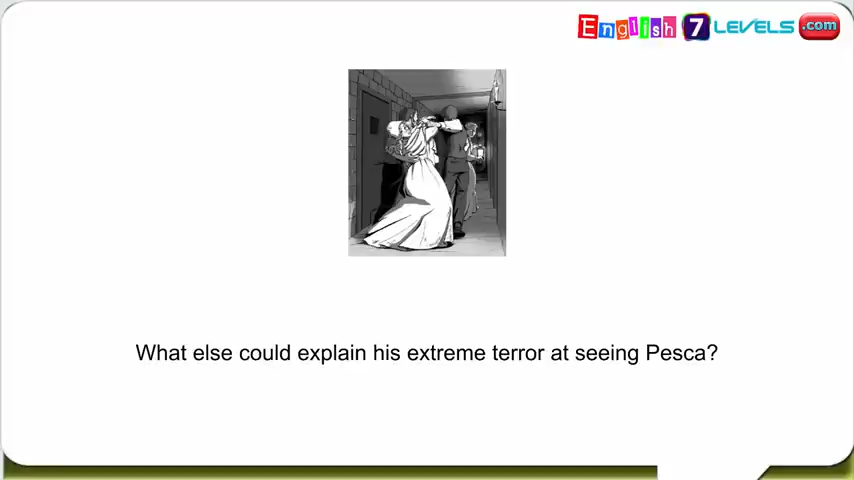 English 7 LEVELS .com
What else could explain his extreme terror at seeing Pesca?